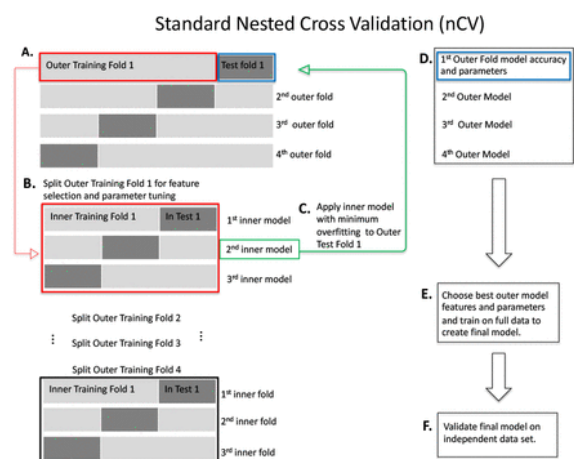 Standard Nested Cross Validation (nCV)
A.
Outer Training Fold 1
Test fold 1
2nd outer fold
3rd outer fold
4th outer fold
B. Split Outer Training Fold 1 for feature
selection and parameter tuning
Inner Training Fold 1
In Test 1
1st inner model
2nd inner model
3rd inner model
C. Apply inner model
with minimum
overfitting to Outer
Test Fold 1
Split Outer Training Fold 2
⋮ ⋮
Split Outer Training Fold 3
Split Outer Training Fold 4
Inner Training Fold 1
In Test 1
1st inner fold
2nd inner fold
3rd inner fold
D.
1st Outer Fold model accuracy
and parameters
2nd Outer Model
3rd Outer Model
4th Outer Model
E. Choose best outer model
features and parameters
and train on full data to
create final model.
F. Validate final model on
independent data set.